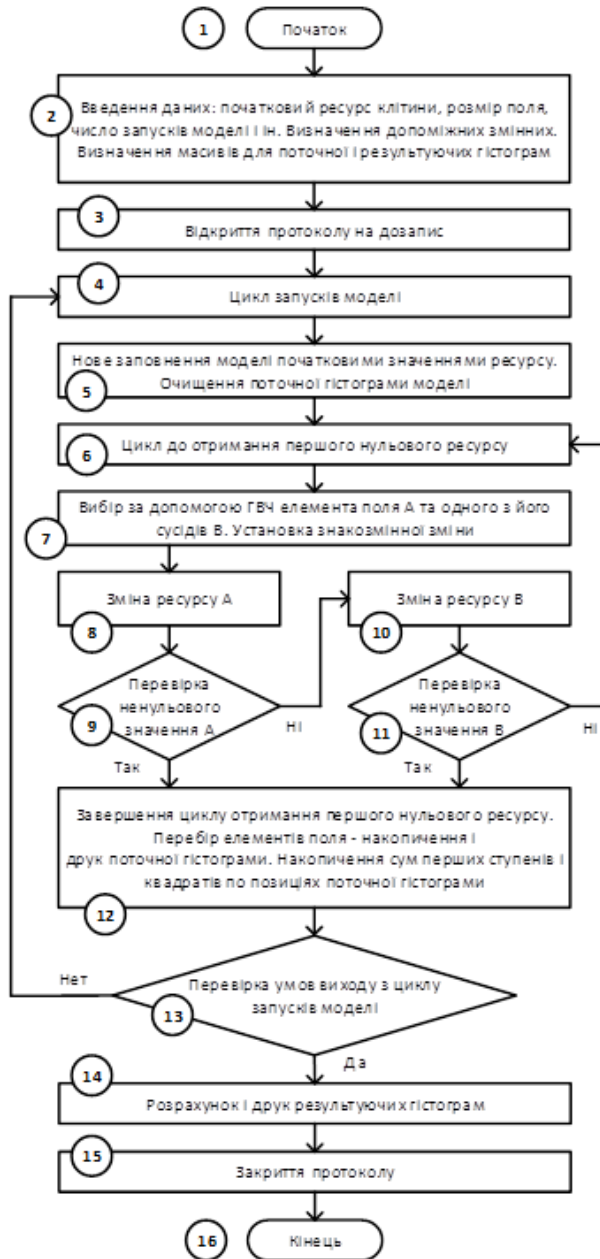 1
Початок
2
Введення даних: початковий ресурс клітини, розмір поля,
число запусків моделі і ін. Визначення допоміжних змінних.
Визначення масивів для поточної і результуючих гістограм
3
Відкриття протоколу на дозапис
4
Цикл запусків моделі
Нове заповнення моделі початковими значеннями ресурсу.
5
Очищення поточної гістограми моделі
6
Цикл до отримання першого нульового ресурсу
Вибір за допомогою ГВЧ елемента поля А та одного з його
7
сусідів В. Установка знакозмінної зміни
Зміна ресурсу А
8
Зміна ресурсу В
10
Перевірка
ненульового
значення А
9
Ні
Так
Перевірка
ненульового
значення В
11
Ні
Так
Завершення циклу отримання першого нульового ресурсу.
Перебір елементів поля - накопичення і
друк поточної гістограми. Накопичення сум перших ступенів і
квадратів по позиціях поточної гістограми
12
Нет
Перевірка умов виходу з циклу
запусків моделі
13
Да
14
Розрахунок і друк результуючих гістограм
15
Закриття протоколу
16
Кінець